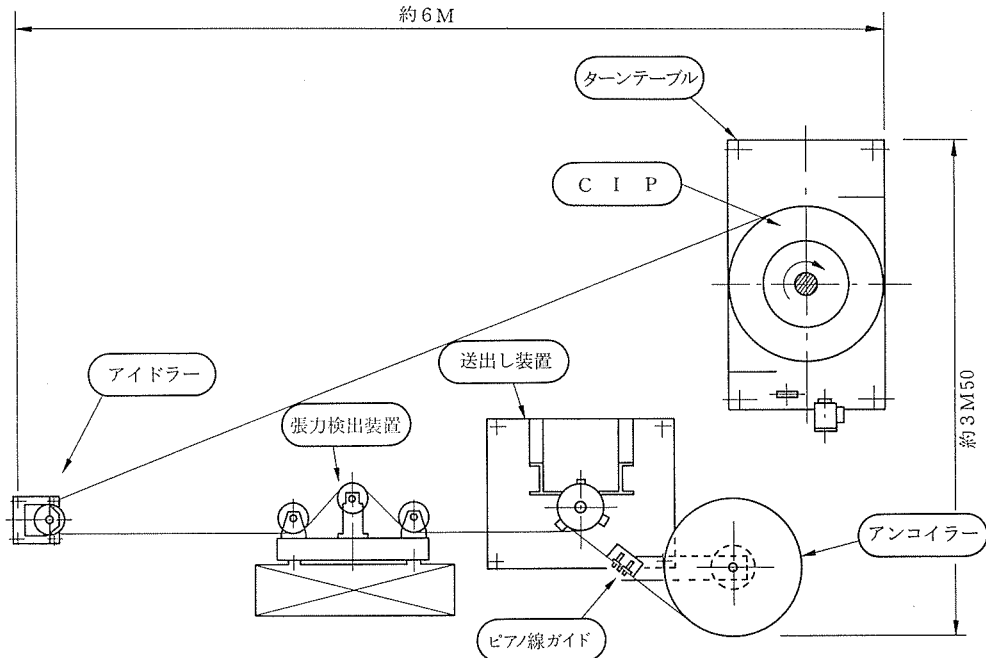 約6M
ターンテーブル
C I P
送出し装置
アイドラー
張力検出装置
約3M50
アンコイラー
ピアノ線ガイド